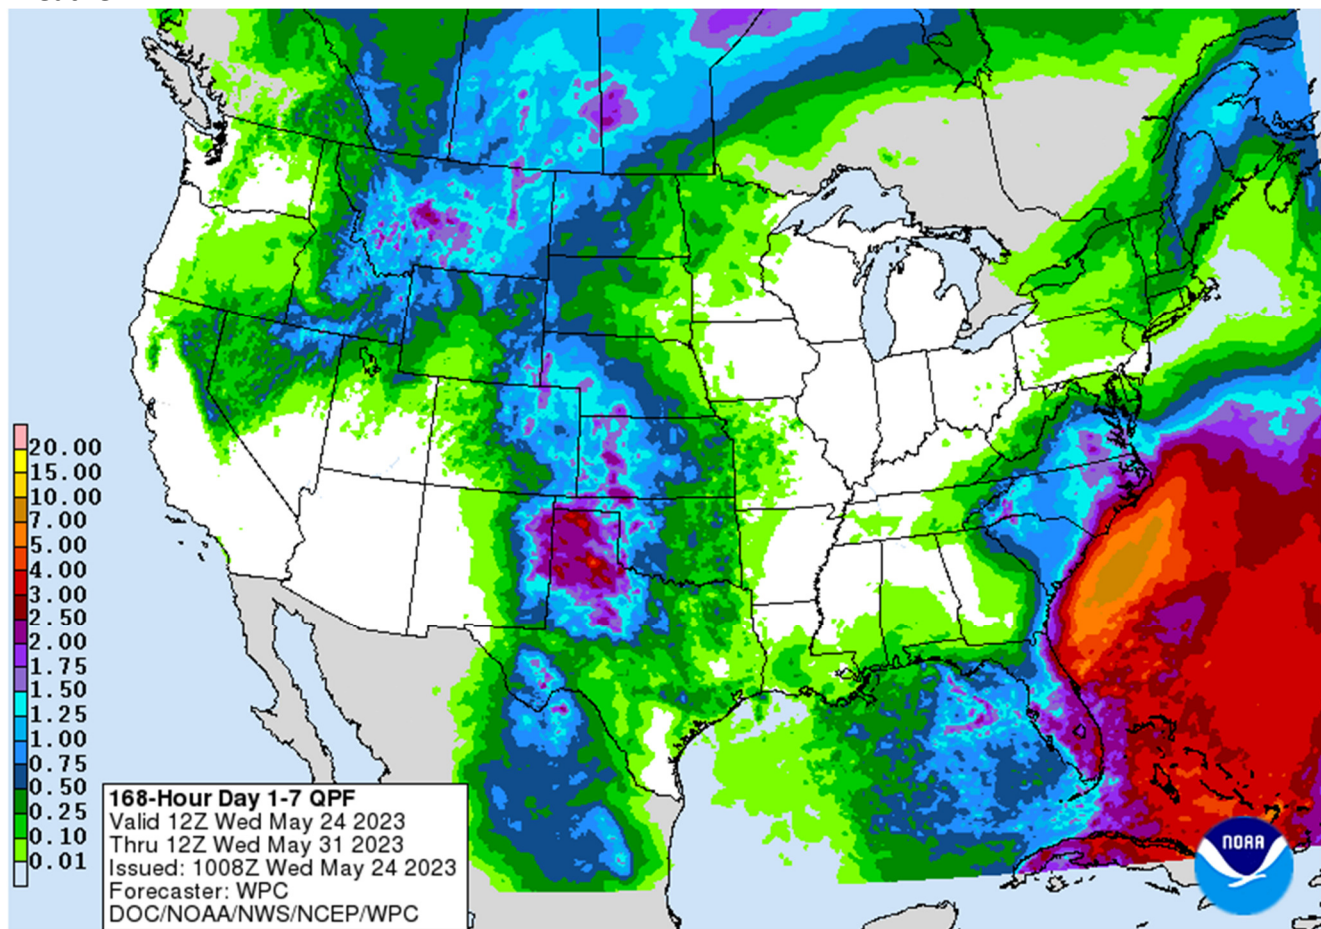 20.00
15.00
10.00
7.00
5.00
4.00
3.00
2.50
2.00
1.75
1.50
1.25
1.00
0.75
0.50
0.25
0.10
0.01
168-Hour Day 1-7 QPF
Valid 12Z Wed May 24 2023
Thru 12Z Wed May 31 2023
Issued: 1008Z Wed May 24 2023
Forecaster: WPC
DOC/NOAA/NWS/NCEP/WPC
NOAA